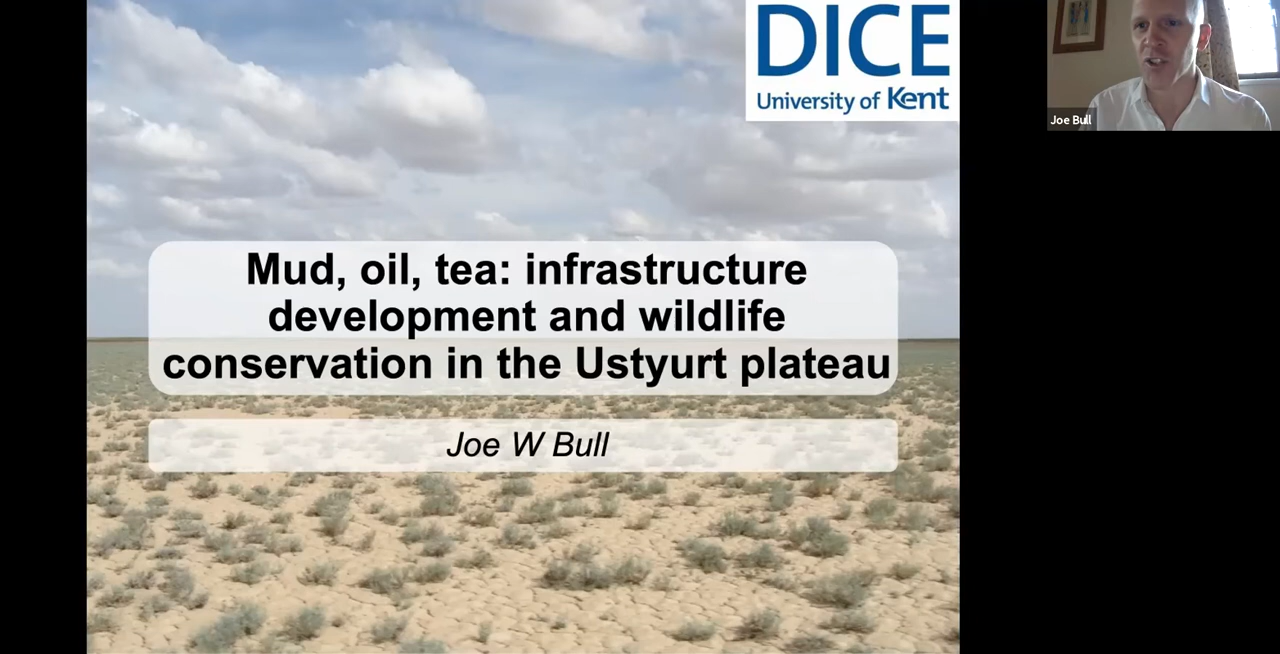 DICE
University of Kent
Joe Bull
Mud, oil, tea: infrastructure
development and wildlife
conservation in the Ustyurt plateau
Joe W Bull